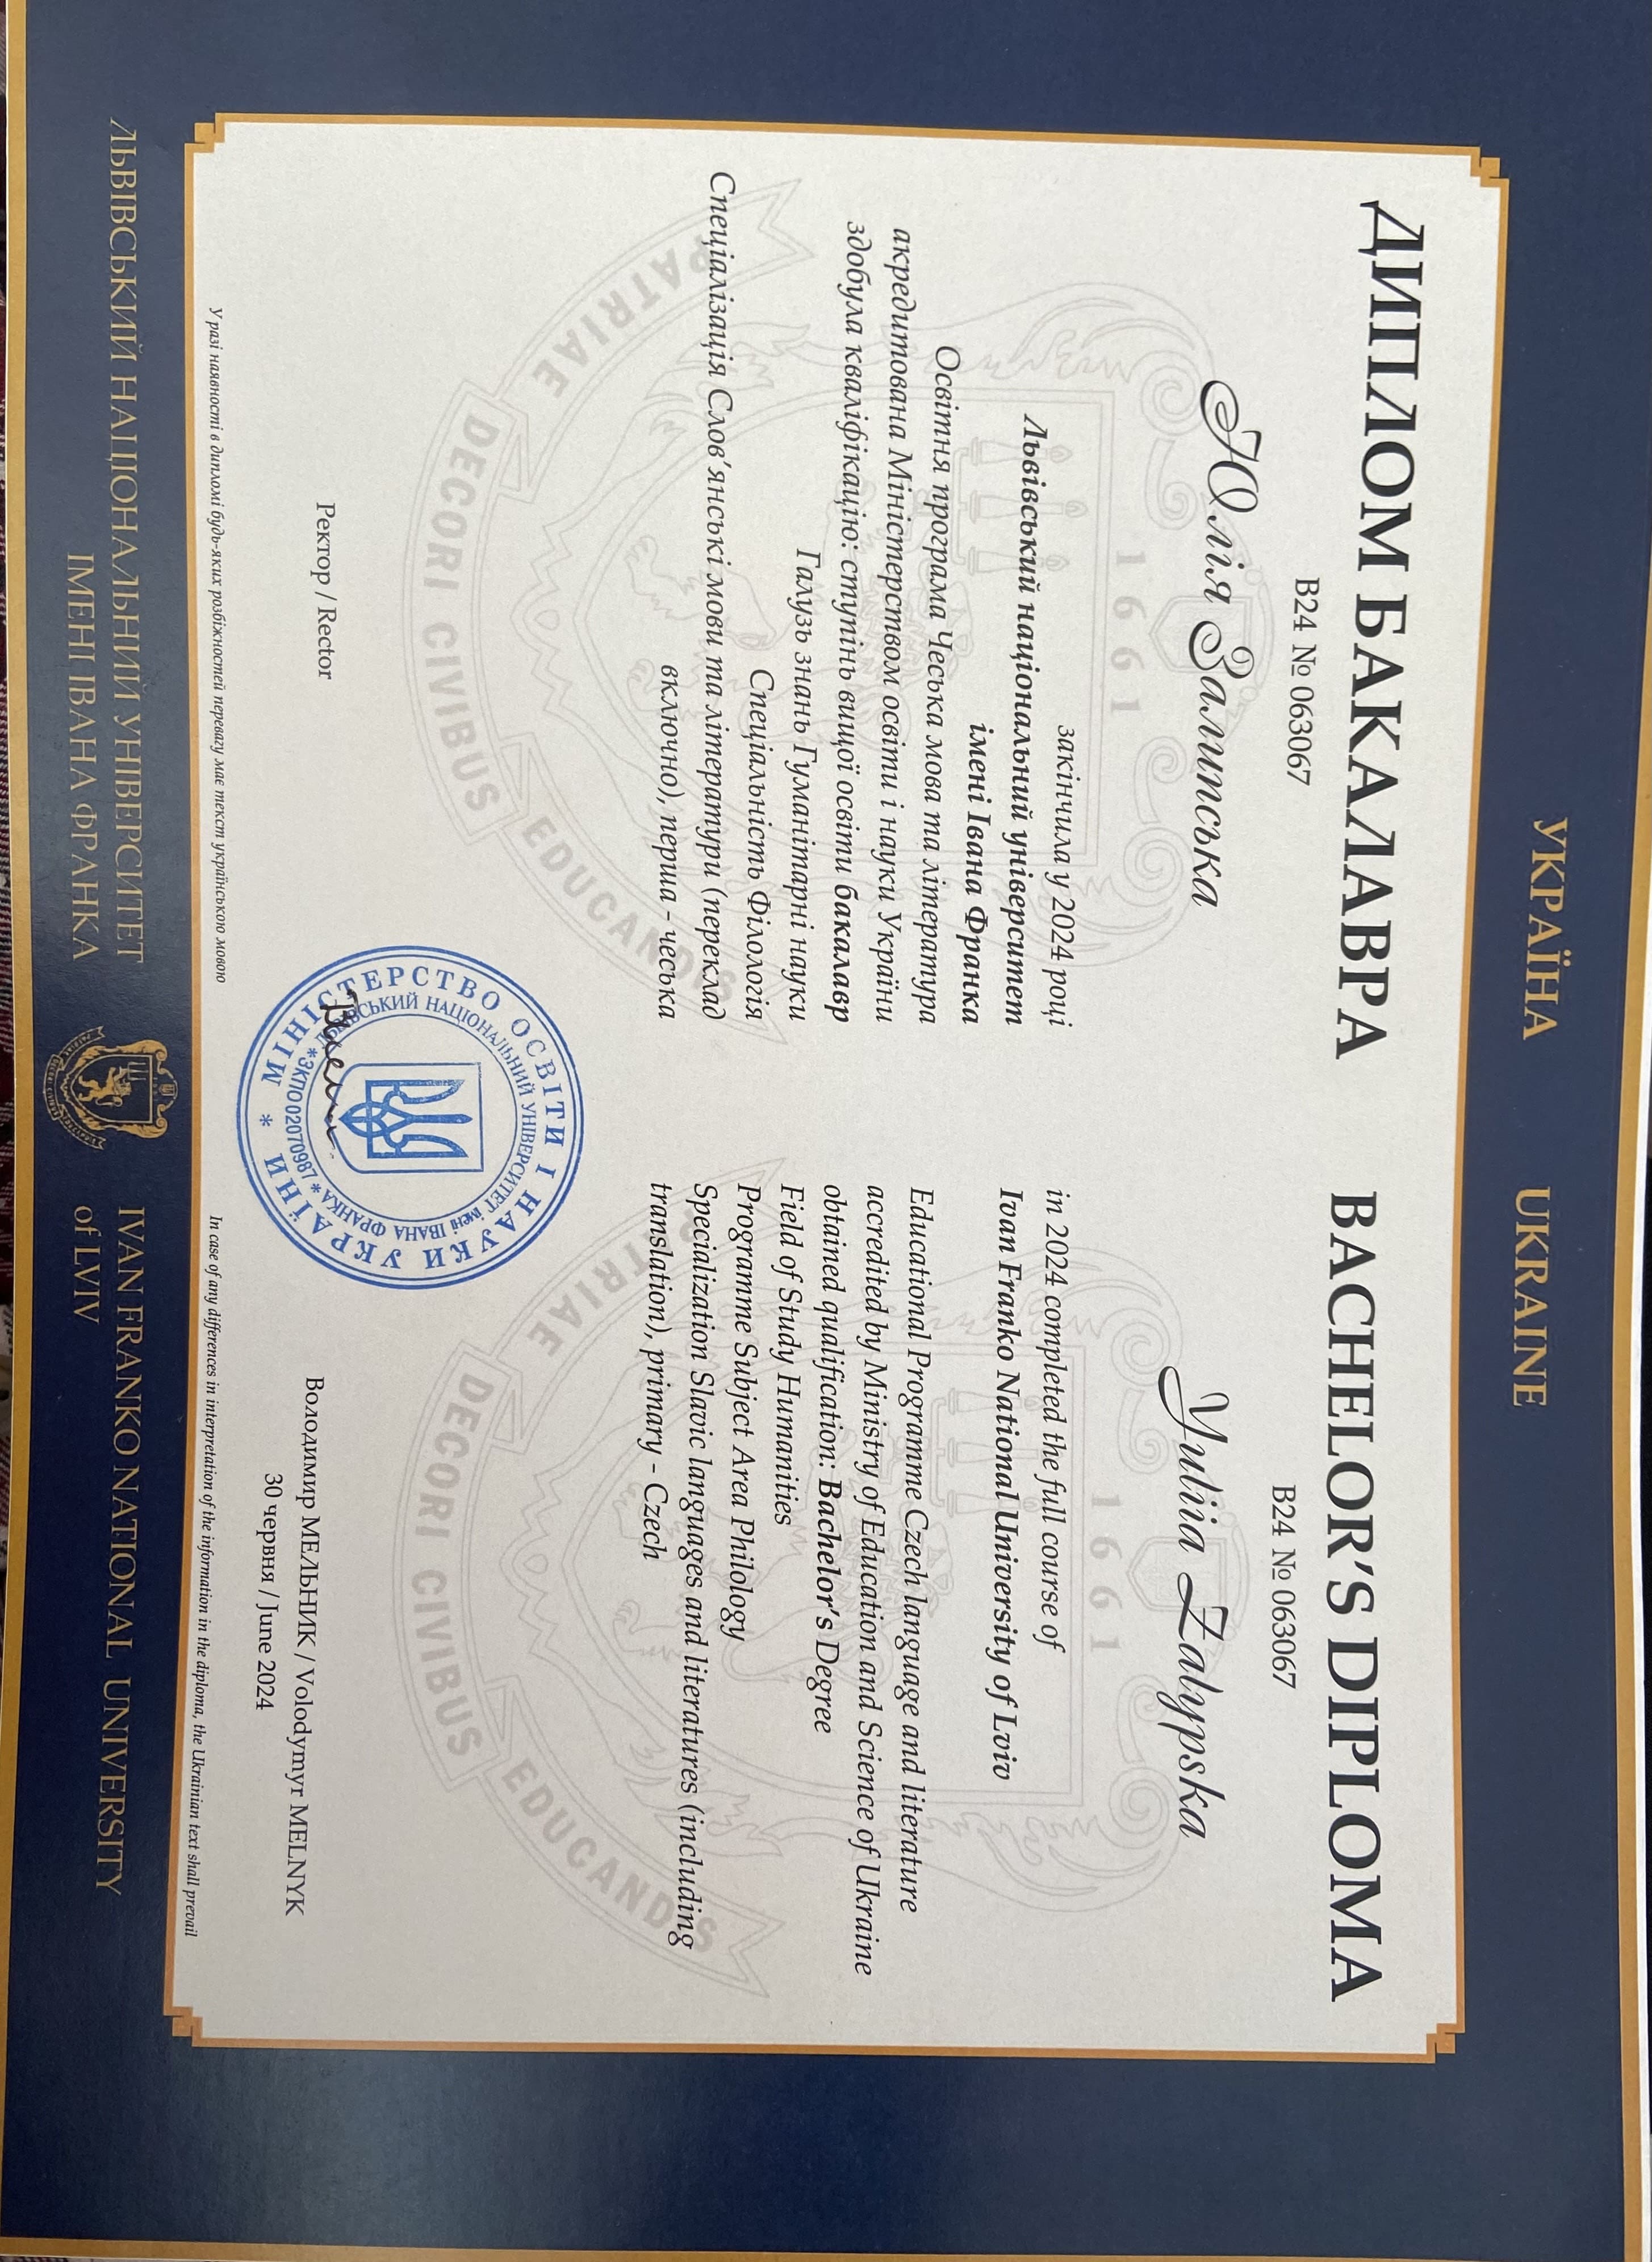 УКРАЇНА
UKRAINE
ДИПЛОМ БАКАЛАВРА
В24 № 063067
Юлія Залипська
закінчила у 2024 році
Львівський національний університет
імені Івана Франка
Освітня програма Чеська мова та література
акредитована Міністерством освіти і науки України
здобула кваліфікацію: ступінь вищої освіти бакалавр
Галузь знань Гуманітарні науки
Спеціальність Філологія
Спеціалізація Слов'янські мови та літератури (переклад
включно), перша - чеська
BACHELOR'S DIPLOMA
B24 № 063067
Yuliia Zalypska
in 2024 completed the full course of
Ivan Franko National University of Lviv
Educational Programme Czech language and literature
accredited by Ministry of Education and Science of Ukraine
obtained qualification: Bachelor's Degree
Field of Study Humanities
Programme Subject Area Philology
Specialization Slavic languages and literatures (including
translation), primary - Czech
1661
PATRIAE DECORI CIVIBUS EDUCANDIS
1661
PATRIAE DECORI CIVIBUS EDUCANDIS
Ректор / Rector
МІНІСТЕРСТВО ОСВІТИ І НАУКИ УКРАЇНИ *
ЛЬВІВСЬКИЙ НАЦІОНАЛЬНИЙ УНІВЕРСИТЕТ імені ІВАНА ФРАНКА
*ЗКПО 02070987*
Володимир МЕЛЬНИК / Volodymyr MELNYK
30 червня / June 2024
У разі наявності в дипломі будь-яких розбіжностей перевагу має текст українською мовою
In case of any differences in interpretation of the information in the diploma, the Ukrainian text shall prevail
ЛЬВІВСЬКИЙ НАЦІОНАЛЬНИЙ УНІВЕРСИТЕТ
ІМЕНІ ІВАНА ФРАНКА
IVAN FRANKO NATIONAL UNIVERSITY
of LVIV